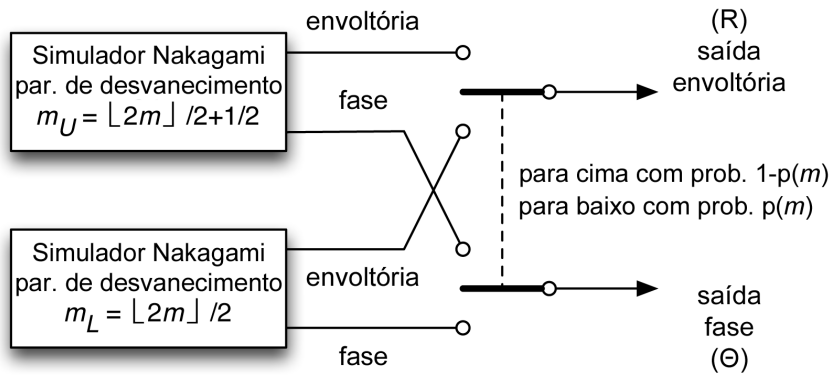 Simulador Nakagami
par. de desvanecimento
m_U = ⌊2m⌋ /2+1/2
envoltória
fase
(R)
saída
envoltória
para cima com prob. 1-p(m)
para baixo com prob. p(m)
Simulador Nakagami
par. de desvanecimento
m_L = ⌊2m⌋ /2
envoltória
fase
saída
fase
(Θ)